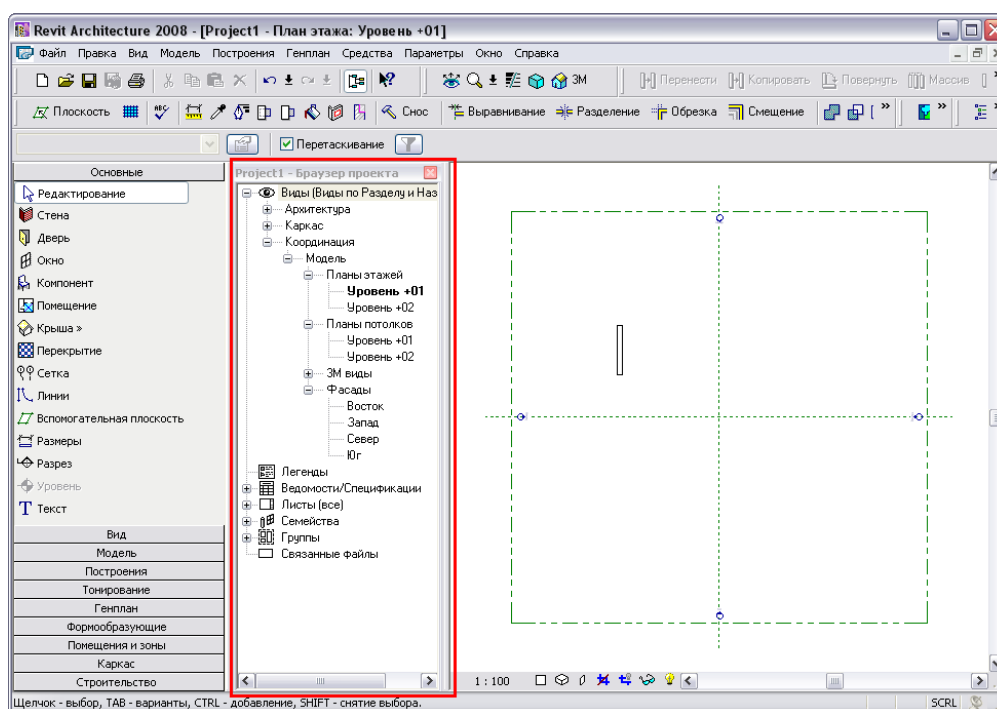 Revit Architecture 2008 - [Project1 - План этажа: Уровень +01]
Файл Правка Вид Модель Построения Генплан Средства Параметры Окно Справка
3М Перенести Копировать Повернуть Массив
Плоскость Снос Выравнивание Разделение Обрезка Смещение
Перетаскивание
Основные
Редактирование
Стена
Дверь
Окно
Компонент
Помещение
Крыша »
Перекрытие
Сетка
Линии
Вспомогательная плоскость
Размеры
Разрез
Уровень
Текст
Вид
Модель
Построения
Тонирование
Генплан
Формообразующие
Помещения и зоны
Каркас
Строительство
Project1 - Браузер проекта
Виды (Виды по Разделу и Наз
Архитектура
Каркас
Координация
Модель
Планы этажей
Уровень +01
Уровень +02
Планы потолков
Уровень +01
Уровень +02
3М виды
Фасады
Восток
Запад
Север
Юг
Легенды
Ведомости/Спецификации
Листы (все)
Семейства
Группы
Связанные файлы
1 : 100
Щелчок - выбор, TAB - варианты, CTRL - добавление, SHIFT - снятие выбора.
SCRL